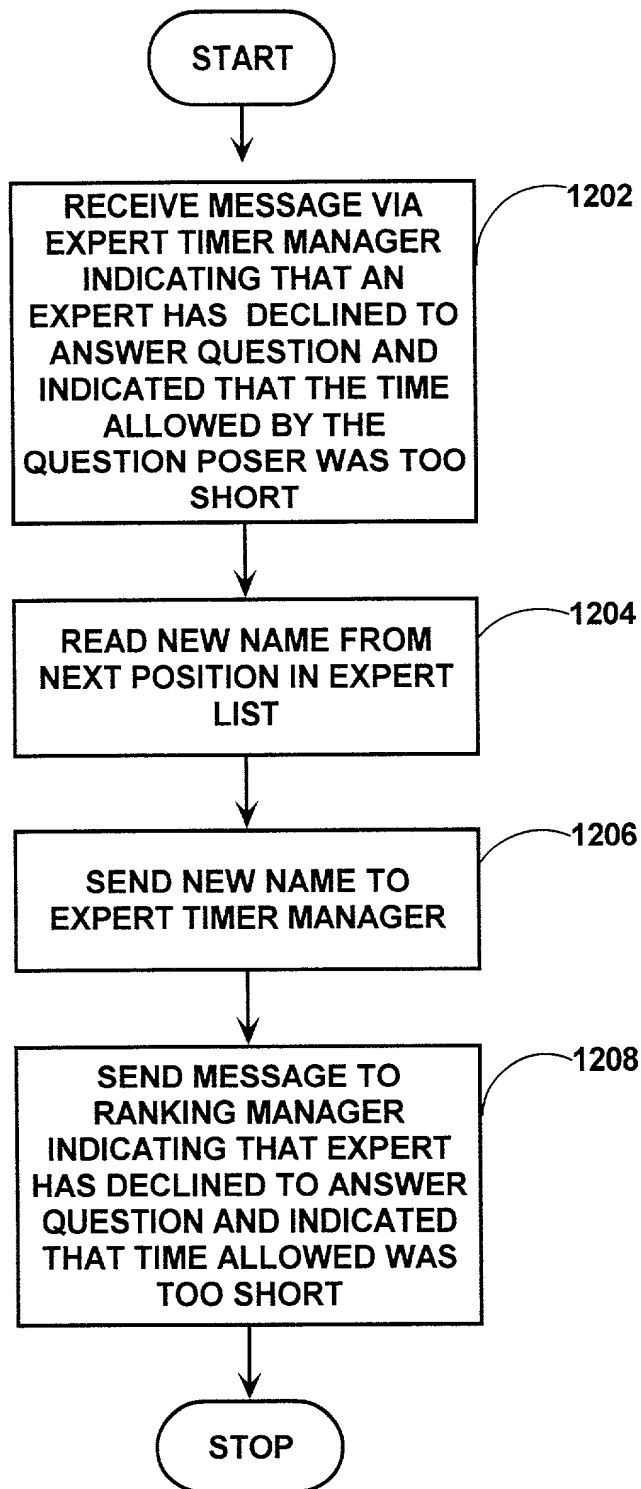 START
RECEIVE MESSAGE VIA
EXPERT TIMER MANAGER
INDICATING THAT AN
EXPERT HAS DECLINED TO
ANSWER QUESTION AND
INDICATED THAT THE TIME
ALLOWED BY THE
QUESTION POSER WAS TOO
SHORT
1202
READ NEW NAME FROM
NEXT POSITION IN EXPERT
LIST
1204
SEND NEW NAME TO
EXPERT TIMER MANAGER
1206
SEND MESSAGE TO
RANKING MANAGER
INDICATING THAT EXPERT
HAS DECLINED TO ANSWER
QUESTION AND INDICATED
THAT TIME ALLOWED WAS
TOO SHORT
1208
STOP